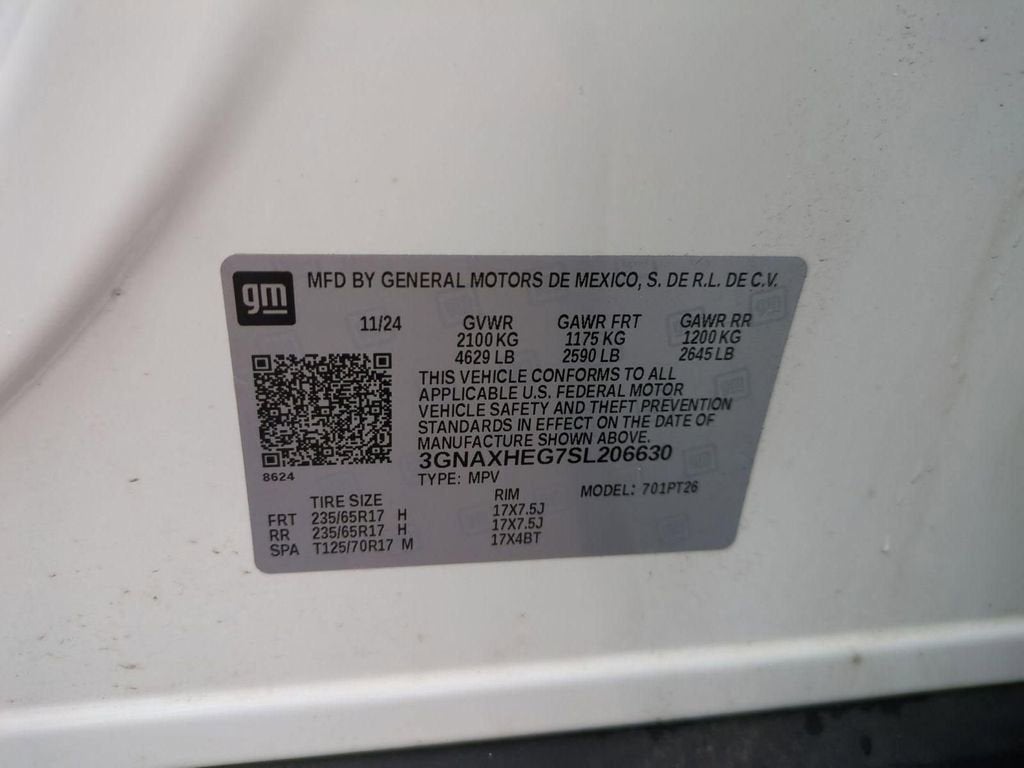 gm
MFD BY GENERAL MOTORS DE MEXICO, S. DE R.L. DE C.V.
11/24 GVWR GAWR FRT GAWR RR
2100 KG 1175 KG 1200 KG
4629 LB 2590 LB 2645 LB
THIS VEHICLE CONFORMS TO ALL
APPLICABLE U.S. FEDERAL MOTOR
VEHICLE SAFETY AND THEFT PREVENTION
STANDARDS IN EFFECT ON THE DATE OF
MANUFACTURE SHOWN ABOVE.
3GNAXHEG7SL206630
8624
TYPE: MPV MODEL: 701PT26
TIRE SIZE RIM
FRT 235/65R17 H 17X7.5J
RR 235/65R17 H 17X7.5J
SPA T125/70R17 M 17X4BT